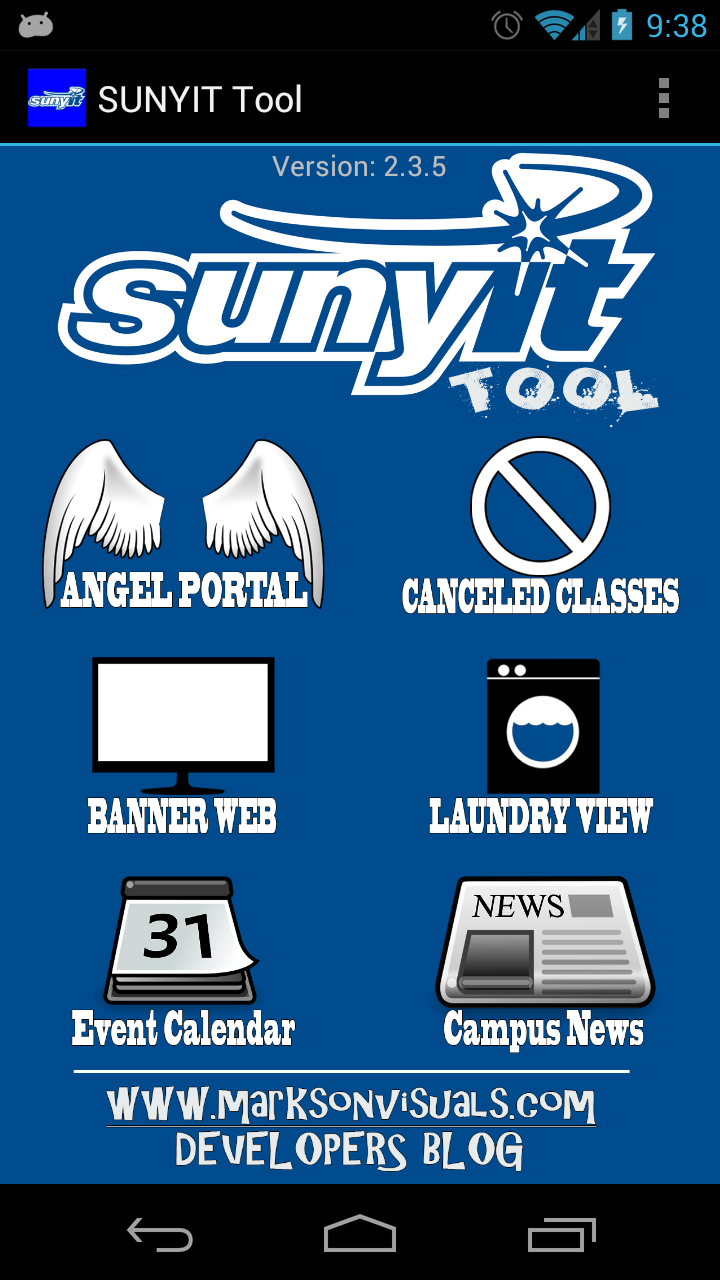 9:38
sunyit SUNYIT Tool
Version: 2.3.5
sunyit
TOOL
ANGEL PORTAL
CANCELED CLASSES
BANNER WEB
LAUNDRY VIEW
31
NEWS
Event Calendar
Campus News
WWW.MARKSONVISUALS.COM
DEVELOPERS BLOG